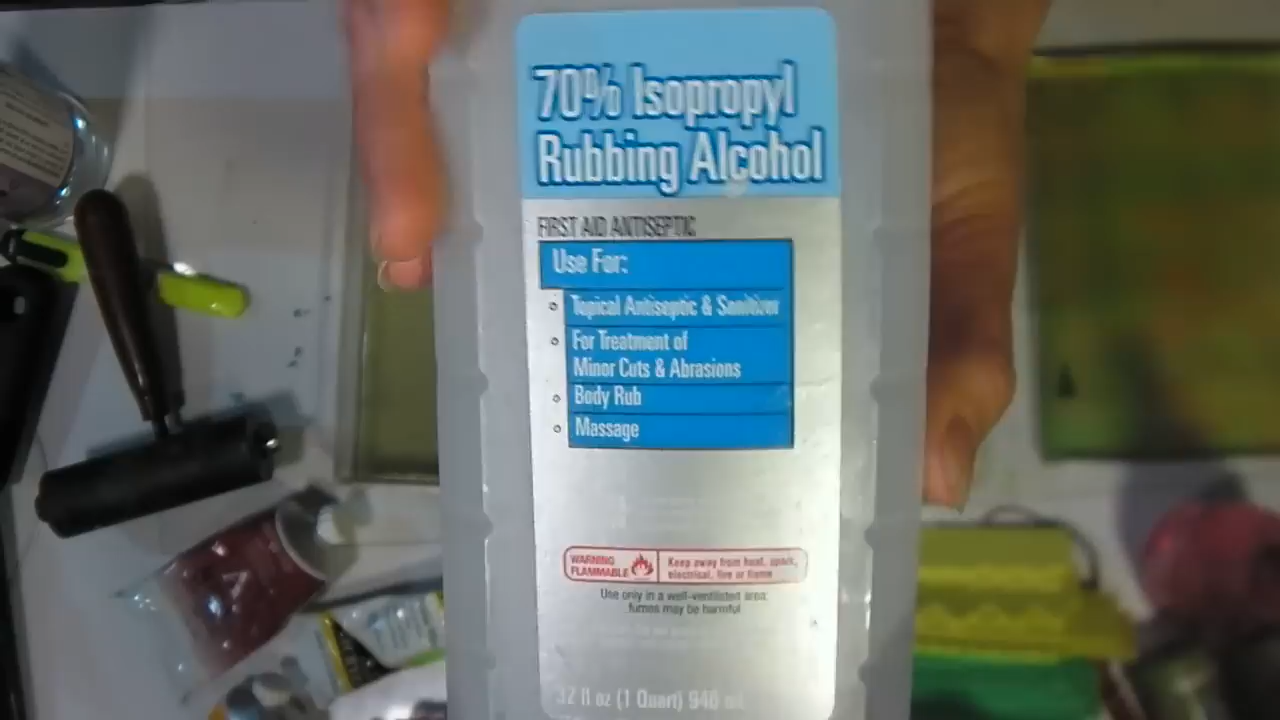 70% Isopropyl
Rubbing Alcohol
FIRST AID ANTISEPTIC
Use For:
Topical Antiseptic & Sanitizer
For Treatment of
Minor Cuts & Abrasions
Body Rub
Massage
WARNING
FLAMMABLE
Keep away from heat, spark,
electrical, fire or flame
Use only in a well-ventilated area;
fumes may be harmful
32 fl oz (1 Quart) 946 mL